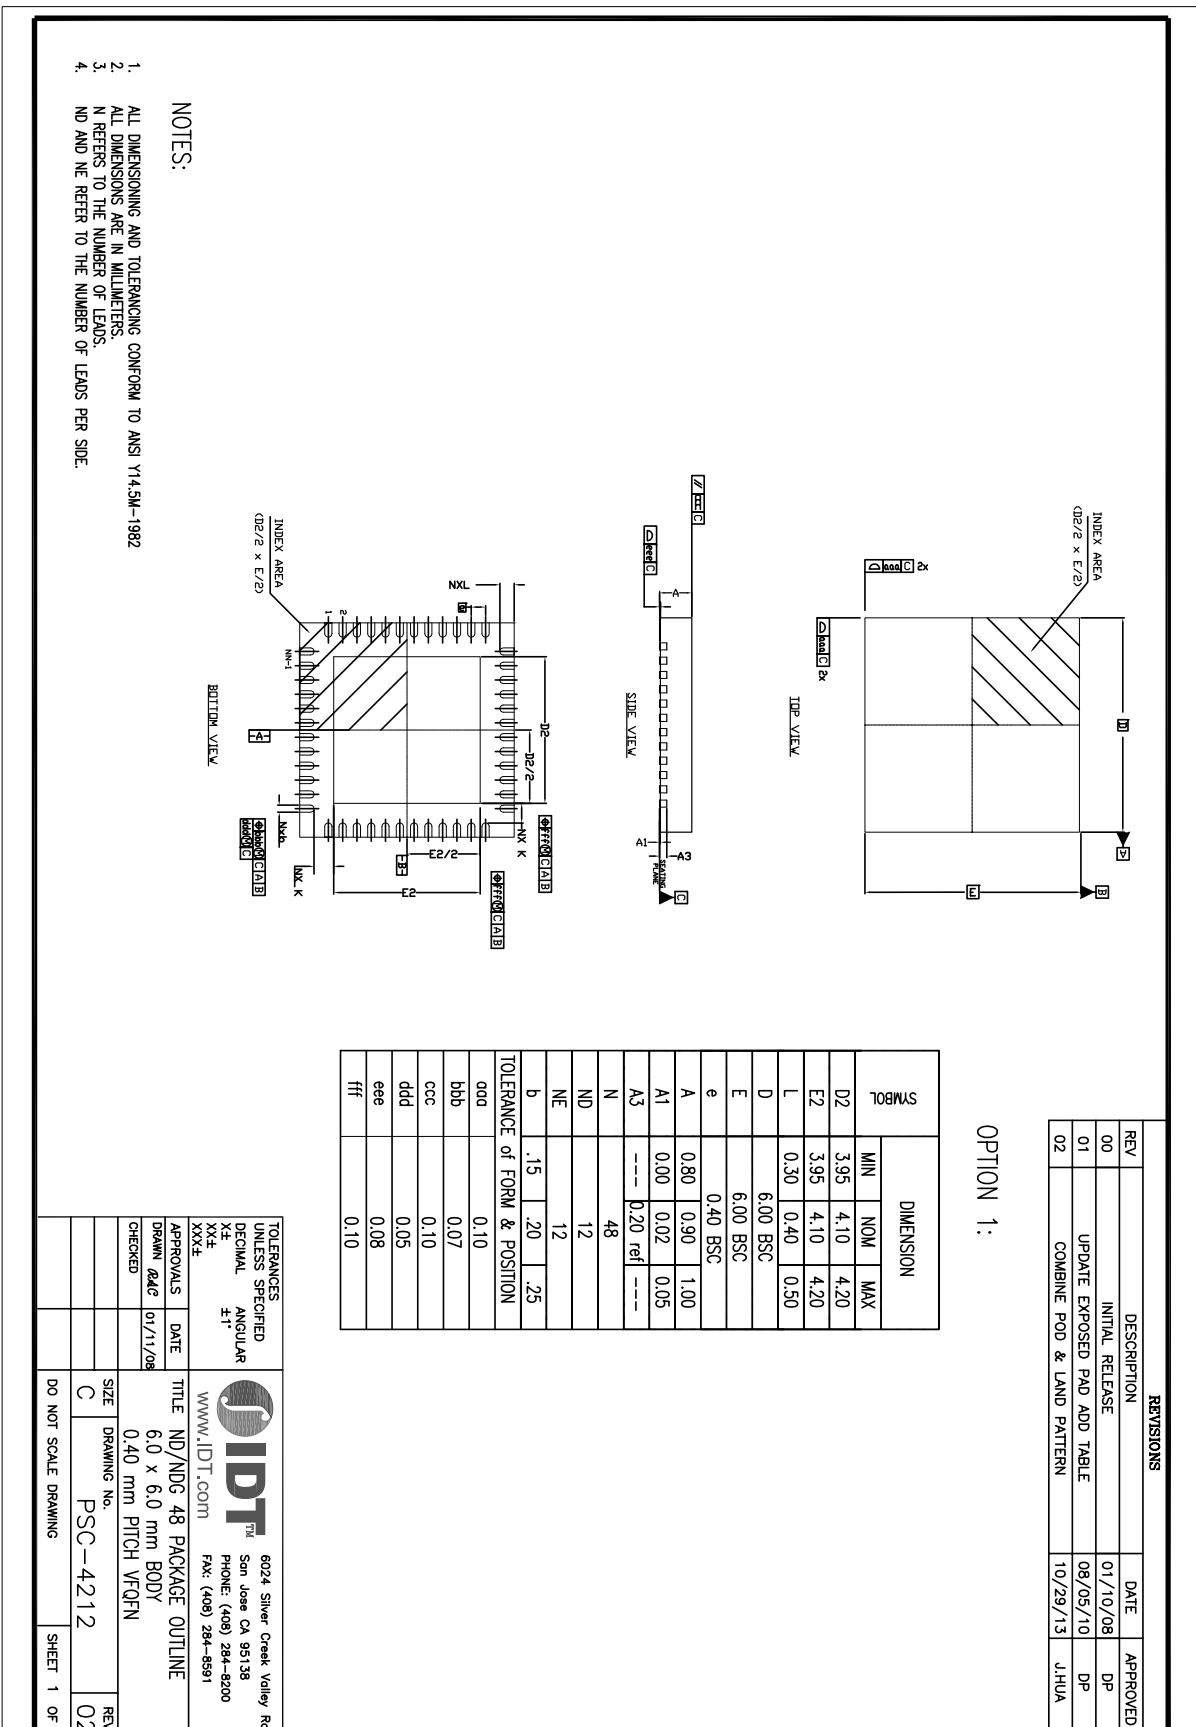 REVISIONS
REV DESCRIPTION DATE APPROVED
00 INITIAL RELEASE 01/10/08 DP
01 UPDATE EXPOSED PAD ADD TABLE 08/05/10 DP
02 COMBINE POD & LAND PATTERN 10/29/13 J.HUA
INDEX AREA
(D2/2 x E/2)
aaa C 2x
aaa C 2x
D
A
B
E
TOP VIEW
// ccc C
eee C
A
A1
A3
SEATING
PLANE
C
SIDE VIEW
INDEX AREA
(D2/2 x E/2)
NXL
e
1
2
NN-1
D2
D2/2
-A-
-B-
E2/2
E2
NX K
NX K
fff M C A B
fff M C A B
Nxb
bbb M C A B
ddd M C
BOTTOM VIEW
OPTION 1:
SYMBOL DIMENSION
MIN NOM MAX
D2 3.95 4.10 4.20
E2 3.95 4.10 4.20
L 0.30 0.40 0.50
D 6.00 BSC
E 6.00 BSC
e 0.40 BSC
A 0.80 0.90 1.00
A1 0.00 0.02 0.05
A3 --- 0.20 ref ---
N 48
ND 12
NE 12
b .15 .20 .25
TOLERANCE of FORM & POSITION
aaa 0.10
bbb 0.07
ccc 0.10
ddd 0.05
eee 0.08
fff 0.10
NOTES:
1. ALL DIMENSIONING AND TOLERANCING CONFORM TO ANSI Y14.5M-1982
2. ALL DIMENSIONS ARE IN MILLIMETERS.
3. N REFERS TO THE NUMBER OF LEADS.
4. ND AND NE REFER TO THE NUMBER OF LEADS PER SIDE.
TOLERANCES
UNLESS SPECIFIED
DECIMAL ANGULAR
X± ±1°
XX±
XXX±
APPROVALS DATE
DRAWN RAC 01/11/08
CHECKED
IDT TM
www.IDT.com
6024 Silver Creek Valley
San Jose CA 95138
PHONE: (408) 284-8200
FAX: (408) 284-8591
TITLE ND/NDG 48 PACKAGE OUTLINE
6.0 x 6.0 mm BODY
0.40 mm PITCH VFQFN
SIZE DRAWING No. REV
C PSC-4212 02
DO NOT SCALE DRAWING SHEET 1 OF